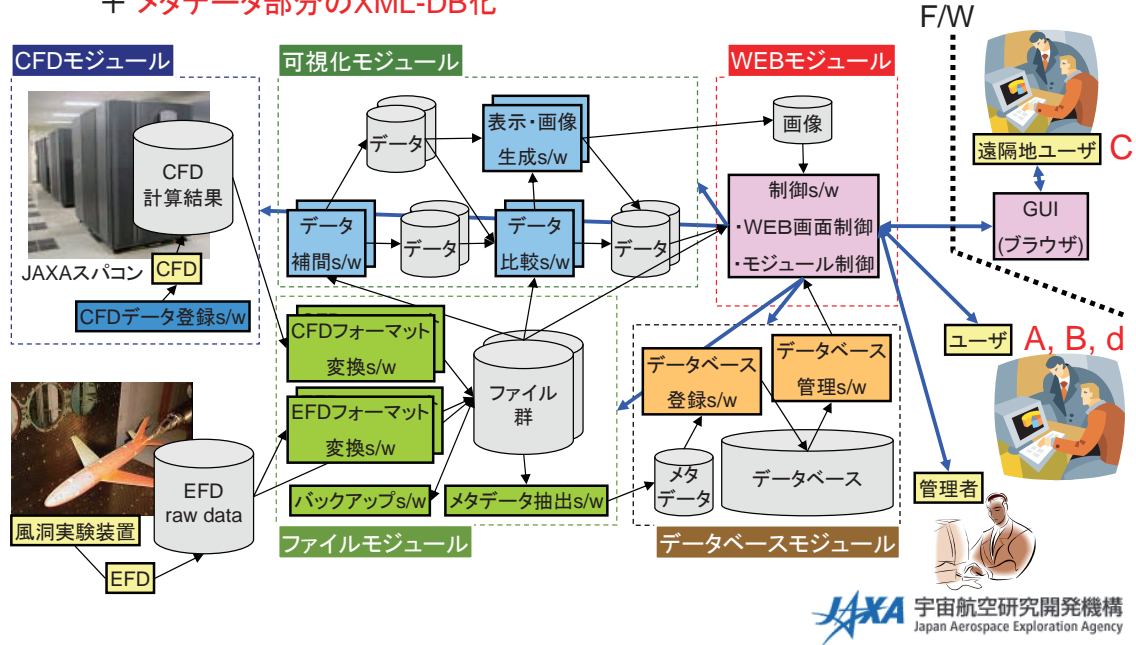 ＋ メタデータ部分のXML-DB化
F/W
CFDモジュール
可視化モジュール
WEBモジュール
CFD
計算結果
JAXAスパコン
CFD
CFDデータ登録s/w
データ
表示・画像
生成s/w
データ
補間s/w
データ
データ
比較s/w
データ
画像
制御s/w
・WEB画面制御
・モジュール制御
遠隔地ユーザ
C
GUI
(ブラウザ)
ユーザ
A, B, d
管理者
CFDフォーマット
変換s/w
EFDフォーマット
変換s/w
バックアップs/w
ファイル
群
メタデータ抽出s/w
ファイルモジュール
データベース
登録s/w
データベース
管理s/w
メタ
データ
データベース
データベースモジュール
EFD
raw data
風洞実験装置
EFD
JAXA
宇宙航空研究開発機構
Japan Aerospace Exploration Agency